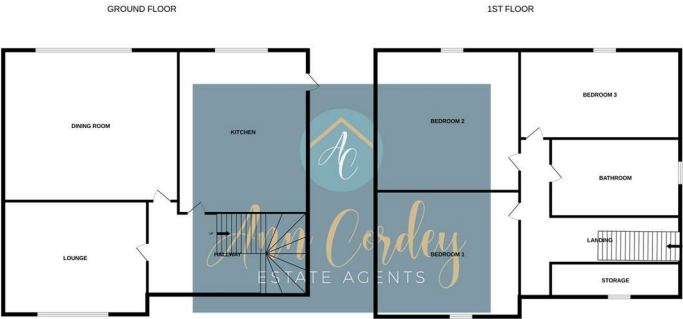 GROUND FLOOR
1ST FLOOR
DINING ROOM
KITCHEN
LOUNGE
UP
HALLWAY
BEDROOM 2
BEDROOM 3
BATHROOM
LANDING
BEDROOM 1
STORAGE
AC
Ann Cordey
ESTATE AGENTS